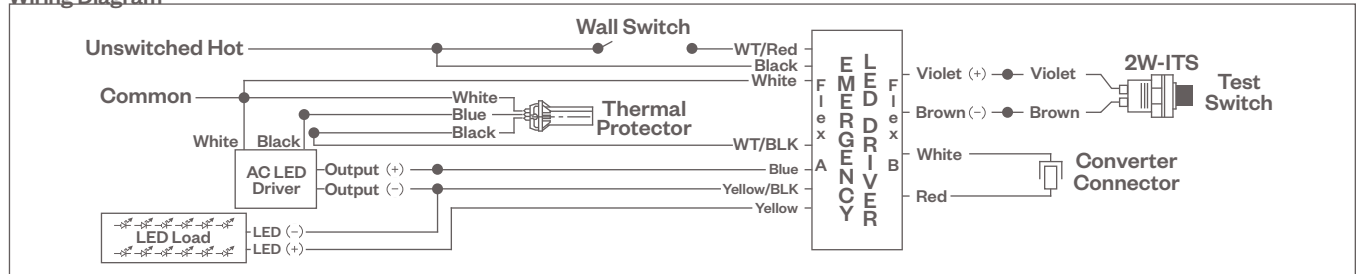 Wiring Diagram
Wall Switch
Unswitched Hot
WT/Red
Black
White
Common
White
Blue
Black
Thermal
Protector
White
Black
WT/BLK
AC LED
Driver
Output (+)
Output (-)
Blue
Yellow/BLK
Yellow
LED Load
LED (-)
LED (+)
Flex A
EMERGENCY
LED DRIVER
Flex B
Violet (+)
Violet
Brown (-)
Brown
2W-ITS
Test
Switch
White
Red
Converter
Connector